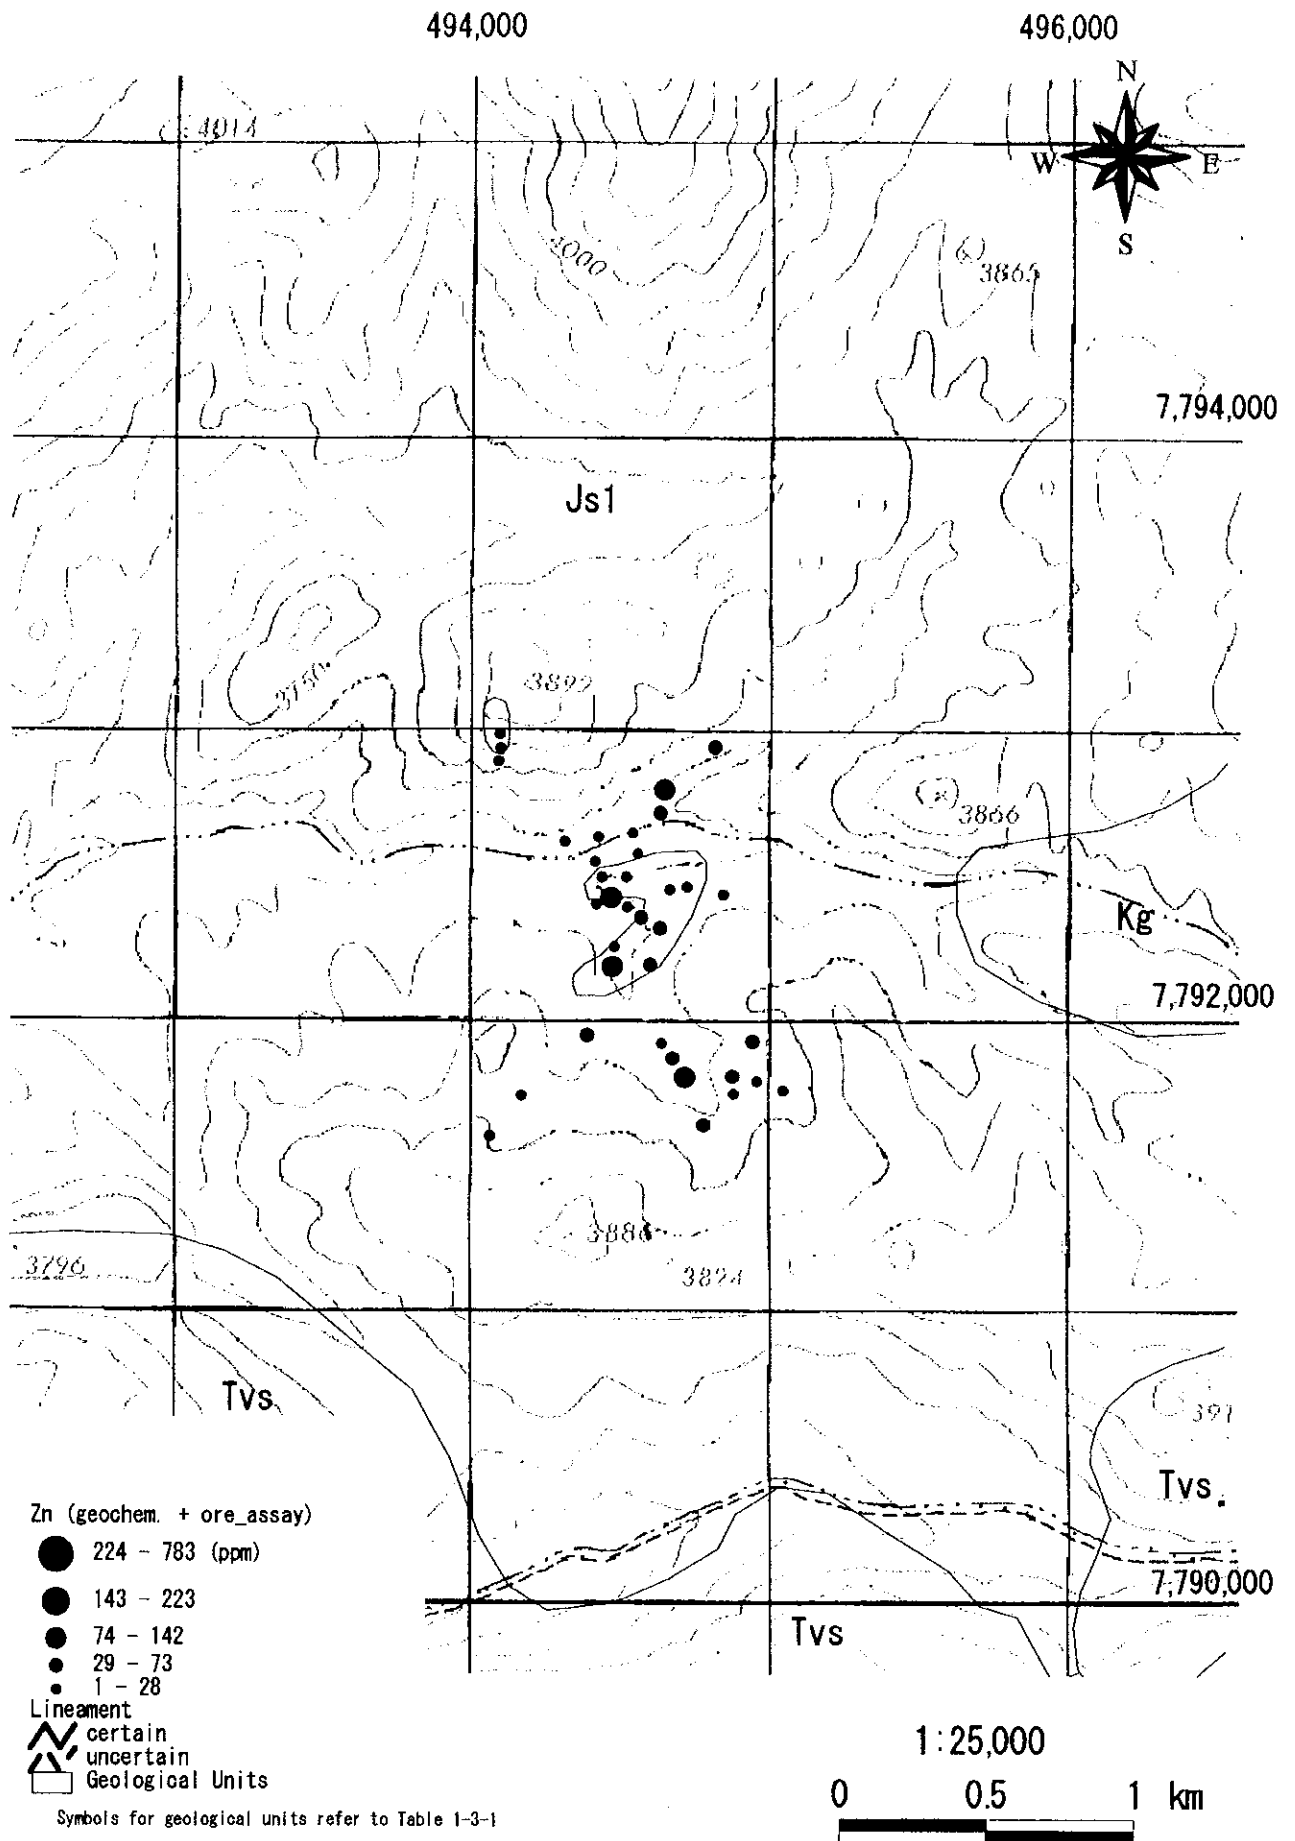 494,000 496,000
N
W E
S
4014
4000
3865
7,794,000
Js1
3892
3750
3866
Kg
7,792,000
3886
3796
3824
Tvs
397
Tvs
7,790,000
Tvs
Zn (geochem. + ore_assay)
224 - 783 (ppm)
143 - 223
74 - 142
29 - 73
1 - 28
Lineament
certain
uncertain
Geological Units
Symbols for geological units refer to Table 1-3-1
1:25,000
0 0.5 1 km